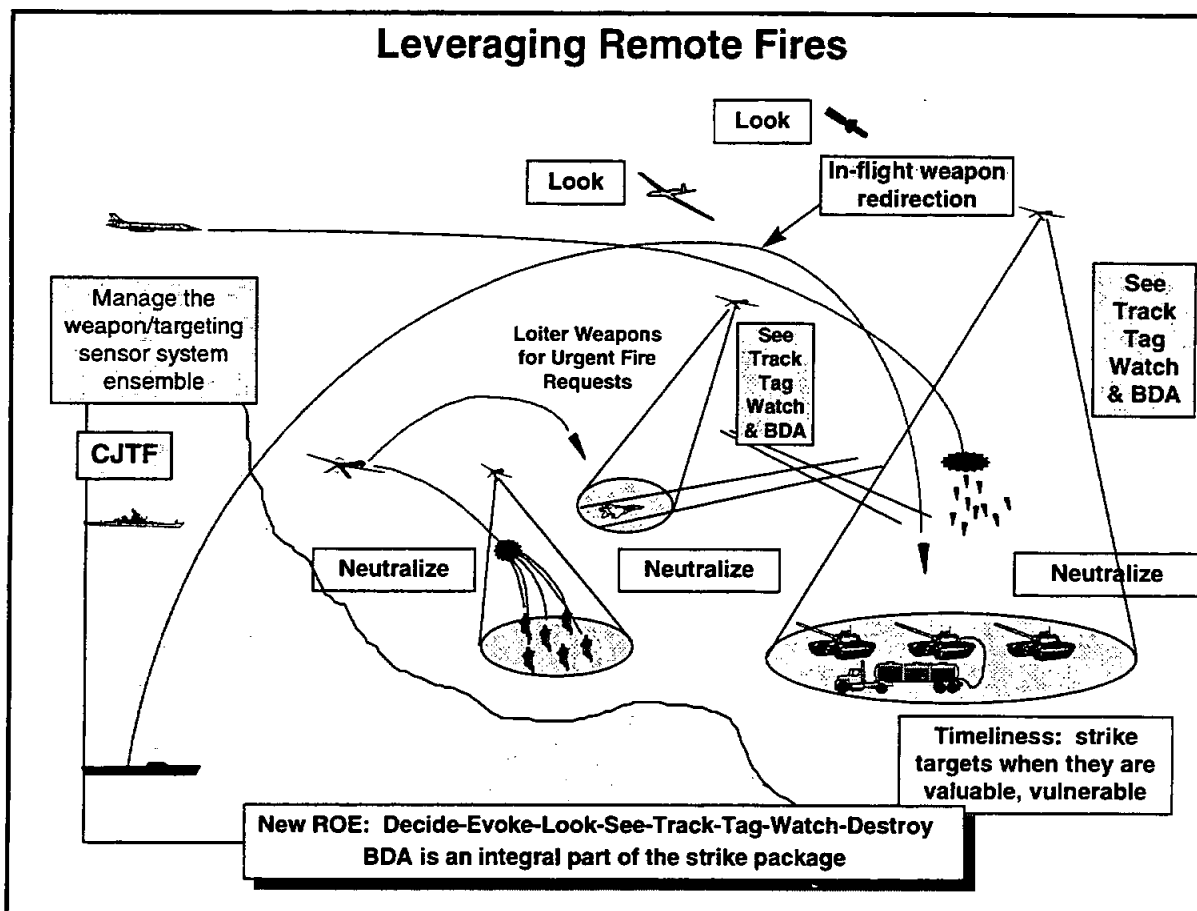 Leveraging Remote Fires
Look
Look
In-flight weapon
redirection
Manage the
weapon/targeting
sensor system
ensemble
Loiter Weapons
for Urgent Fire
Requests
See
Track
Tag
Watch
& BDA
See
Track
Tag
Watch
& BDA
CJTF
Neutralize
Neutralize
Neutralize
Timeliness: strike
targets when they are
valuable, vulnerable
New ROE: Decide-Evoke-Look-See-Track-Tag-Watch-Destroy
BDA is an integral part of the strike package